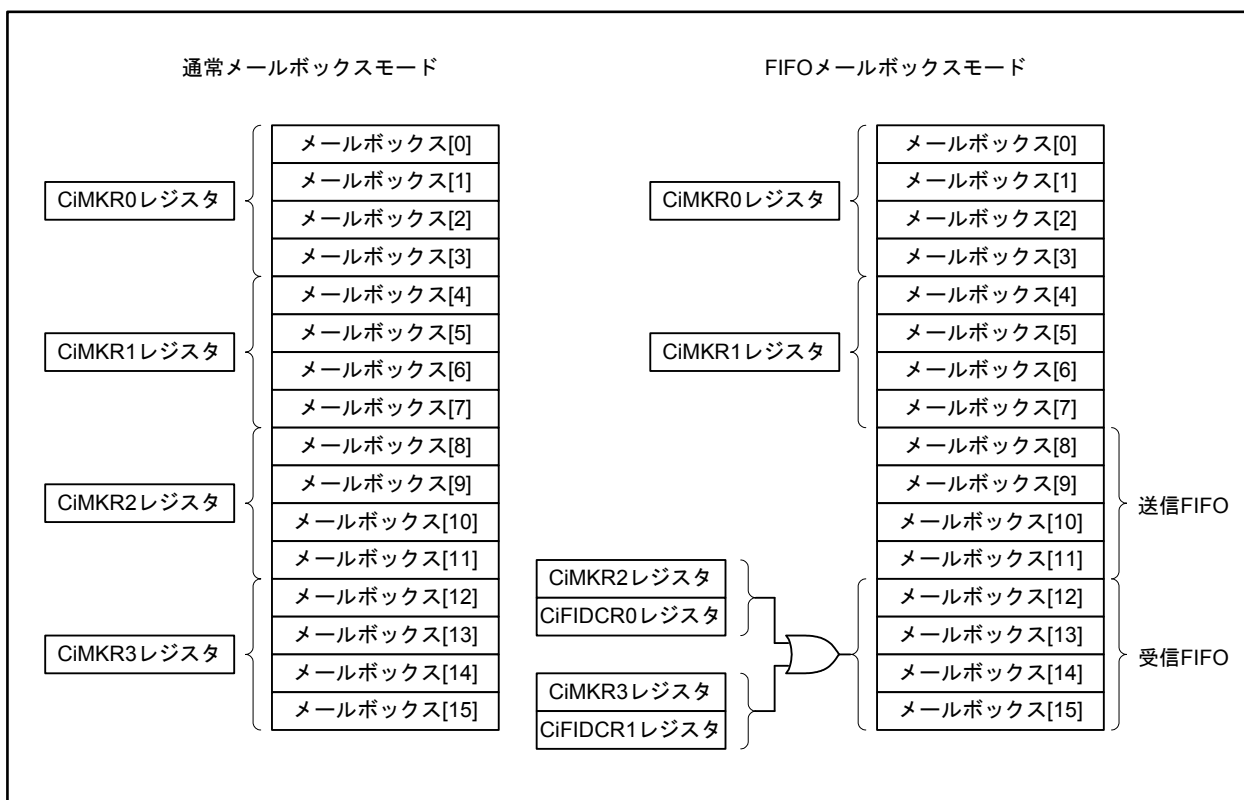 通常メールボックスモード
CiMKR0レジスタ
CiMKR1レジスタ
CiMKR2レジスタ
CiMKR3レジスタ
メールボックス[0]
メールボックス[1]
メールボックス[2]
メールボックス[3]
メールボックス[4]
メールボックス[5]
メールボックス[6]
メールボックス[7]
メールボックス[8]
メールボックス[9]
メールボックス[10]
メールボックス[11]
メールボックス[12]
メールボックス[13]
メールボックス[14]
メールボックス[15]
FIFOメールボックスモード
CiMKR0レジスタ
CiMKR1レジスタ
CiMKR2レジスタ
CiFIDCR0レジスタ
CiMKR3レジスタ
CiFIDCR1レジスタ
メールボックス[0]
メールボックス[1]
メールボックス[2]
メールボックス[3]
メールボックス[4]
メールボックス[5]
メールボックス[6]
メールボックス[7]
メールボックス[8]
メールボックス[9]
メールボックス[10]
メールボックス[11]
メールボックス[12]
メールボックス[13]
メールボックス[14]
メールボックス[15]
送信FIFO
受信FIFO